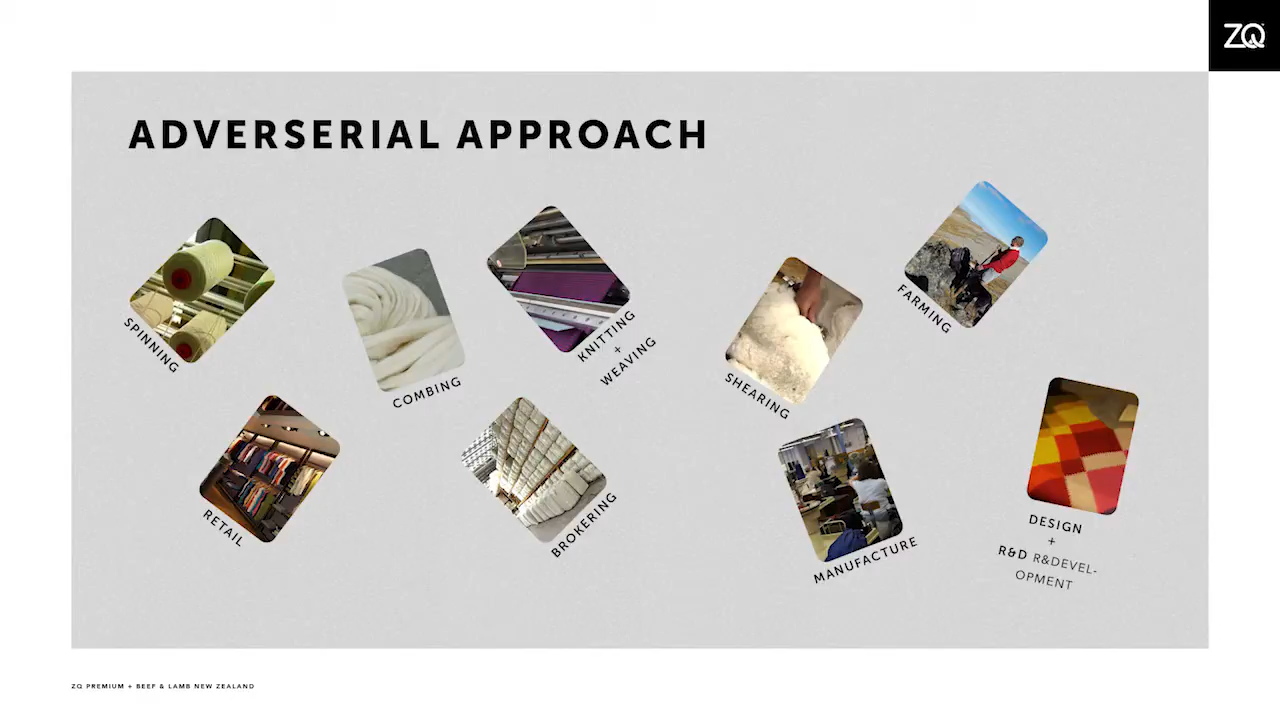 ZQ
ADVERSERIAL APPROACH
SPINNING
COMBING
KNITTING
+
WEAVING
SHEARING
FARMING
RETAIL
BROKERING
MANUFACTURE
DESIGN
+
R&D R&DEVEL-
OPMENT
ZQ PREMIUM + BEEF & LAMB NEW ZEALAND